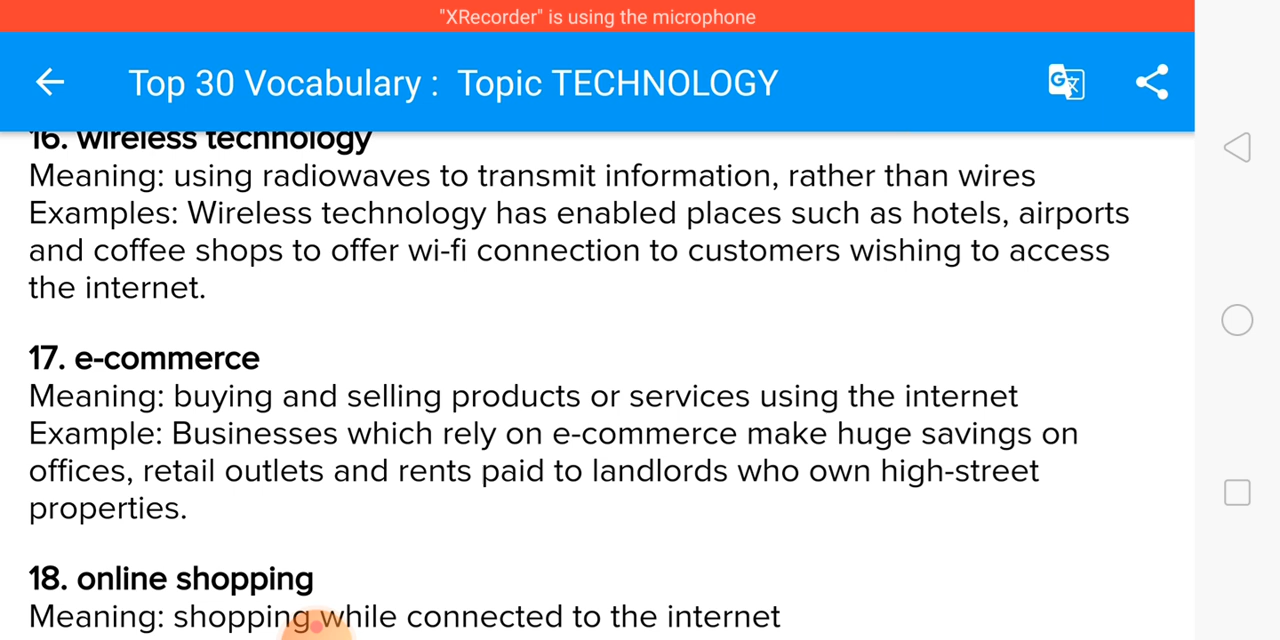 "XRecorder" is using the microphone
Top 30 Vocabulary : Topic TECHNOLOGY
16. wireless technology
Meaning: using radiowaves to transmit information, rather than wires
Examples: Wireless technology has enabled places such as hotels, airports
and coffee shops to offer wi-fi connection to customers wishing to access
the internet.
17. e-commerce
Meaning: buying and selling products or services using the internet
Example: Businesses which rely on e-commerce make huge savings on
offices, retail outlets and rents paid to landlords who own high-street
properties.
18. online shopping
Meaning: shopping while connected to the internet